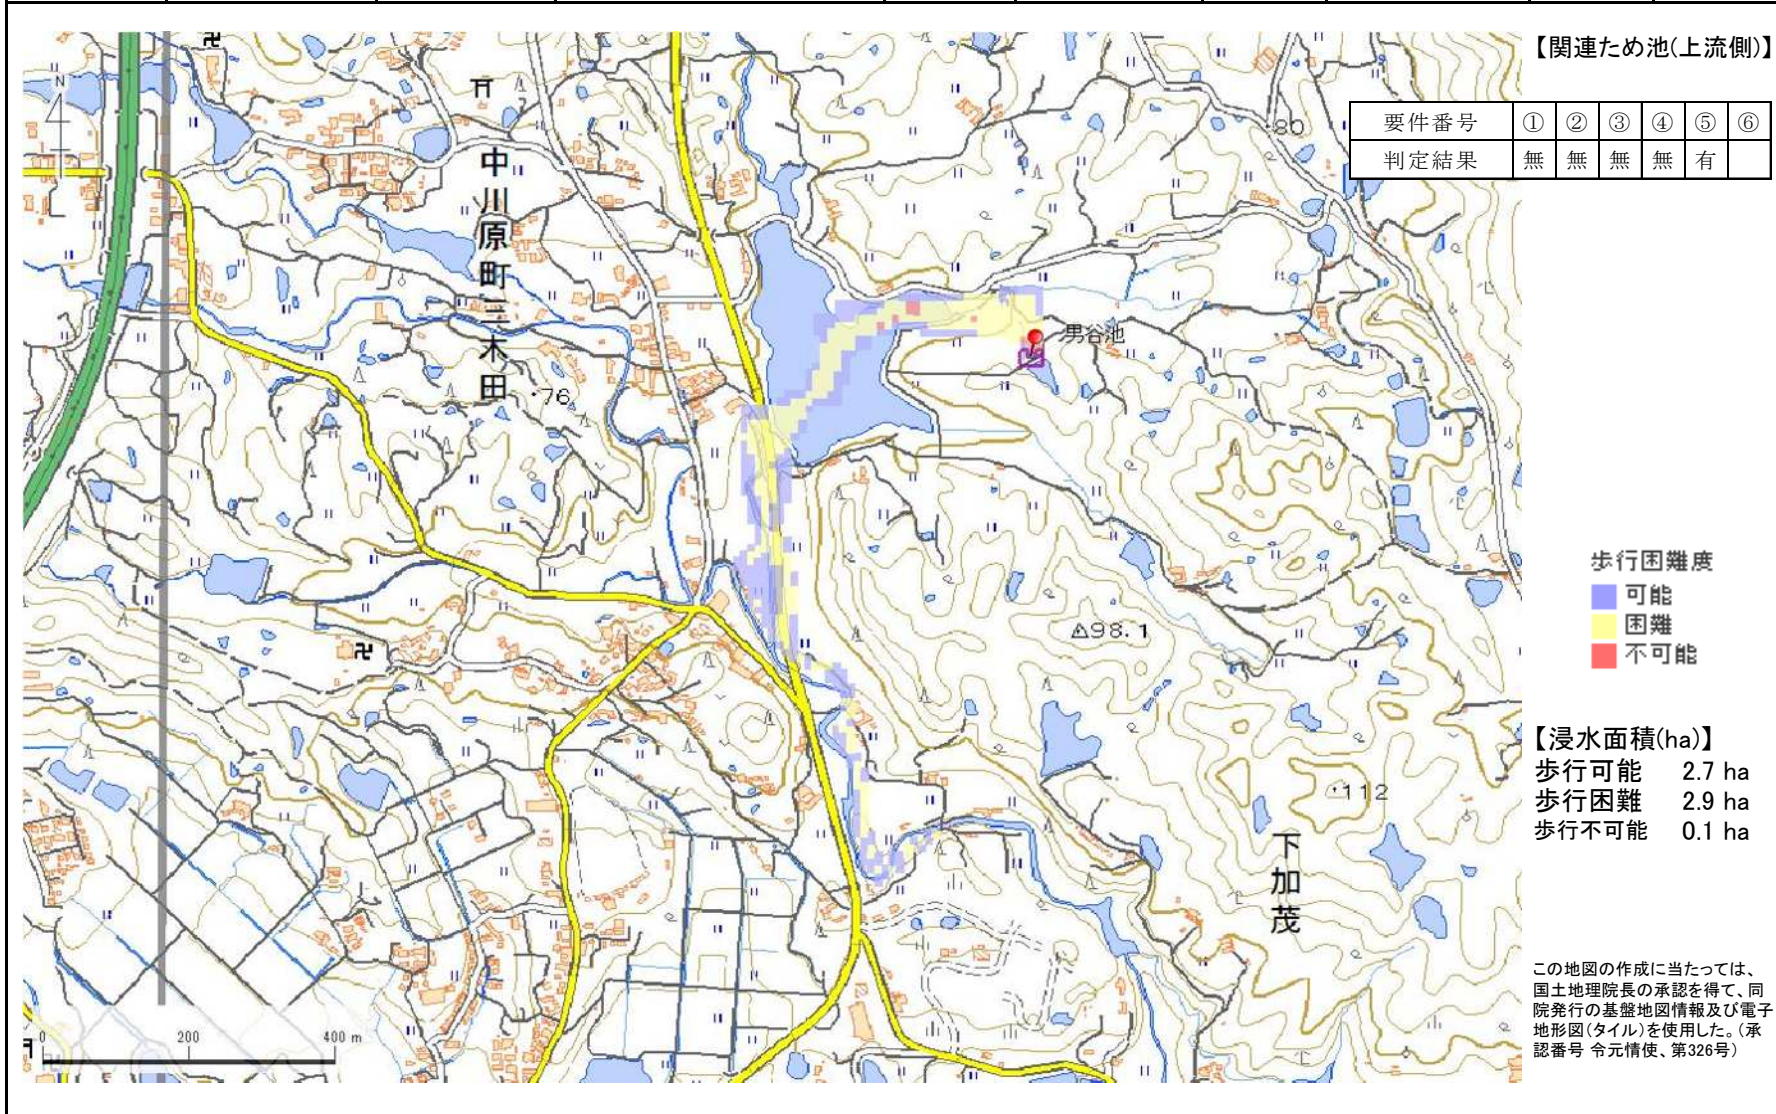 【関連ため池(上流側)】
要件番号 ① ② ③ ④ ⑤ ⑥
判定結果 無 無 無 無 有
N
80
中川原町三木田
男谷池
・76
98.1
112
下加茂
歩行困難度
可能
困難
不可能
【浸水面積(ha)】
歩行可能 2.7 ha
歩行困難 2.9 ha
歩行不可能 0.1 ha
この地図の作成に当たっては、
国土地理院長の承認を得て、同
院発行の基盤地図情報及び電子
地形図(タイル)を使用した。(承
認番号 令元情使、第326号)
0 200 400 m